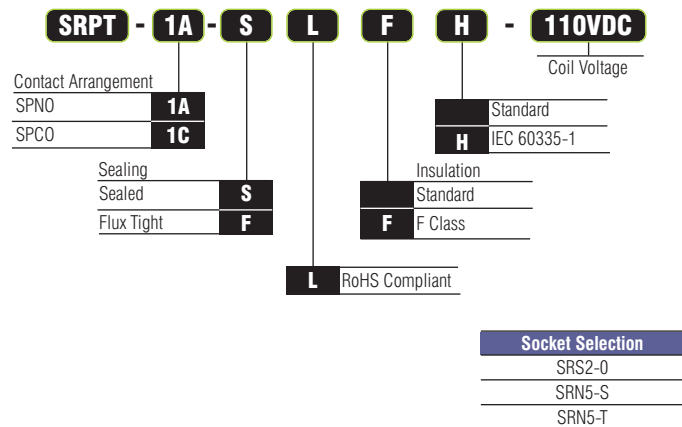 SRPT - 1A - S L F H - 110VDC
Coil Voltage
Contact Arrangement
SPNO 1A
SPCO 1C
Standard
H IEC 60335-1
Sealing
Sealed S
Flux Tight F
Insulation
Standard
F F Class
L RoHS Compliant
Socket Selection
SRS2-0
SRN5-S
SRN5-T